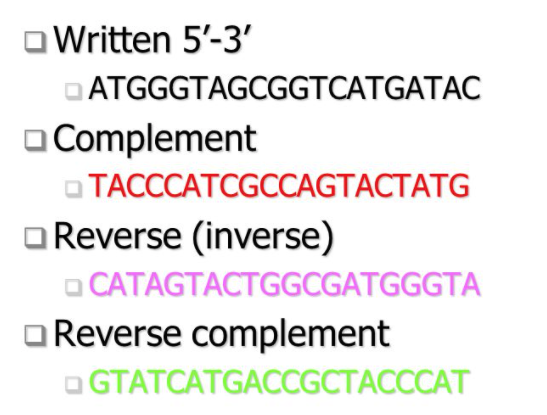 Written 5′-3′
ATGGGTAGCGGTCATGATAC
Complement
TACCCATCGCCAGTACTATG
Reverse (inverse)
CATAGTACTGGCGATGGGTA
Reverse complement
GTATCATGACCGCTACCCAT